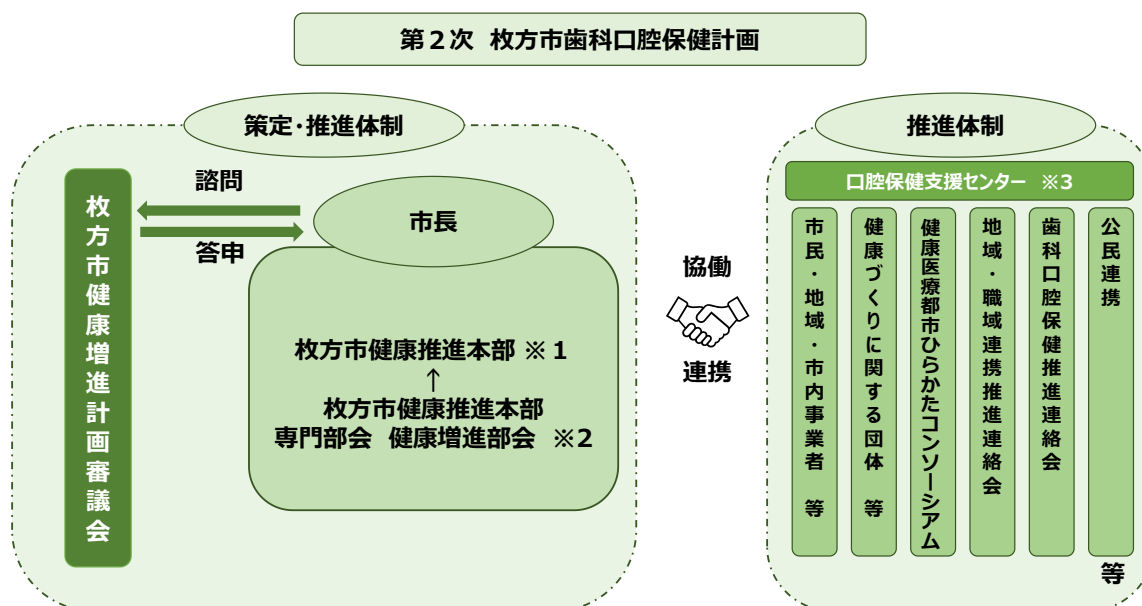 第２次 枚方市歯科口腔保健計画
策定・推進体制
諮問
答申
枚方市健康増進計画審議会
市長
枚方市健康推進本部 ※１
↑
枚方市健康推進本部
専門部会 健康増進部会 ※2
協働
連携
推進体制
口腔保健支援センター ※3
市民・地域・市内事業者 等
健康づくりに関する団体 等
健康医療都市ひらかたコンソーシアム
地域・職域連携推進連絡会
歯科口腔保健推進連絡会
公民連携
等